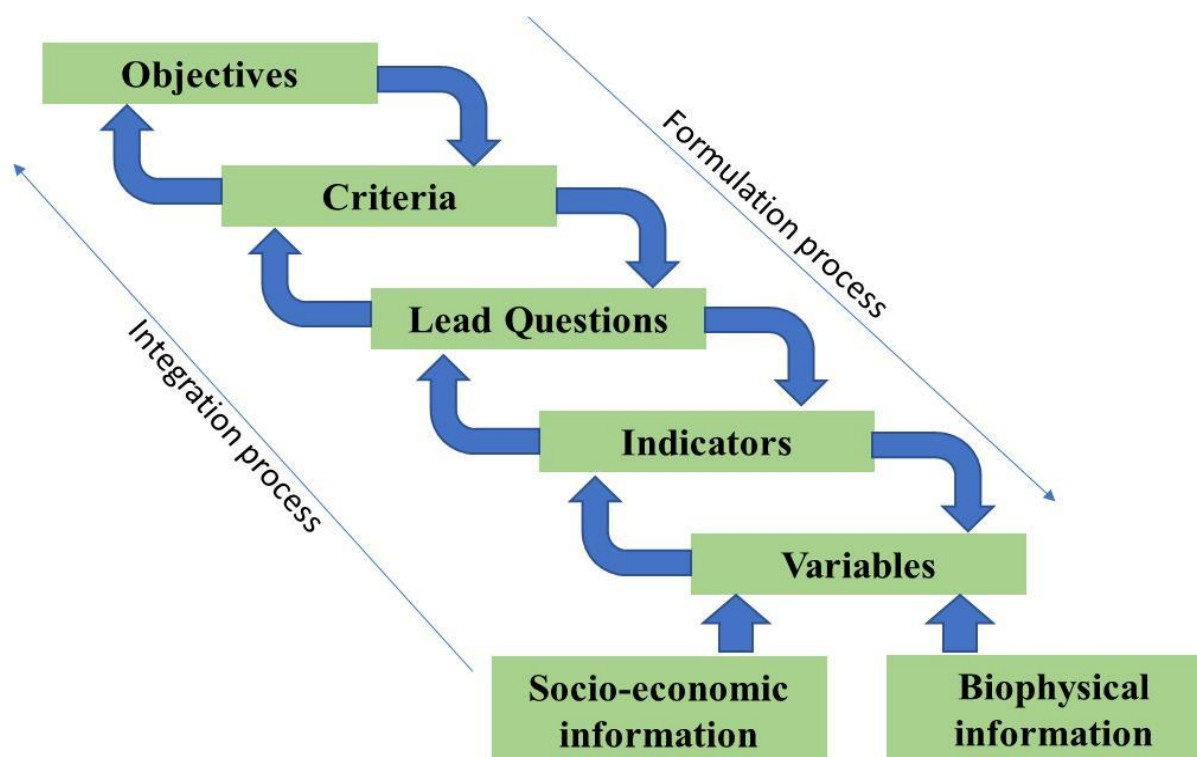 Objectives
Criteria
Formulation process
Lead Questions
Integration process
Indicators
Variables
Socio-economic
information
Biophysical
information